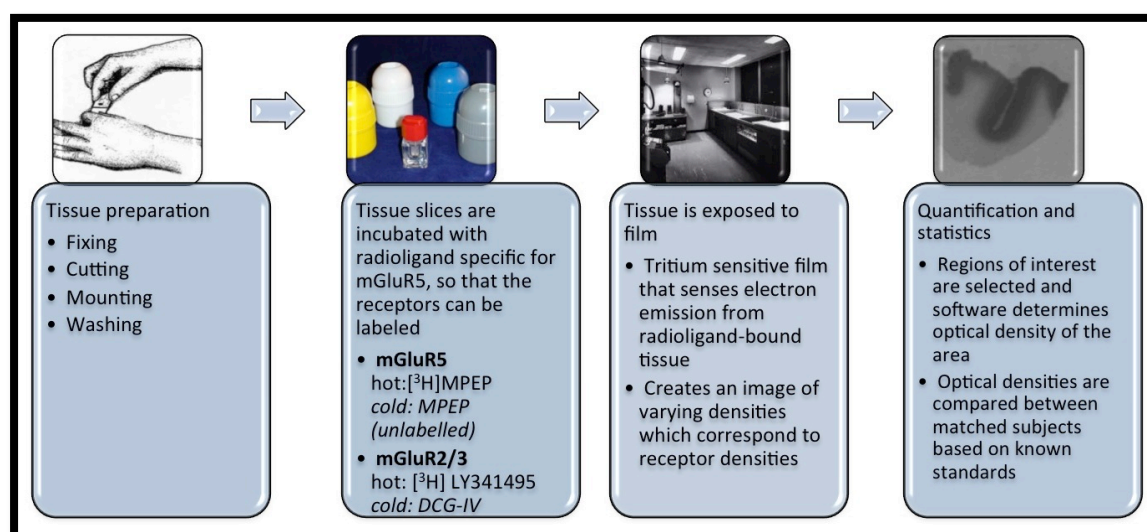 Tissue preparation
• Fixing
• Cutting
• Mounting
• Washing
Tissue slices are
incubated with
radioligand specific for
mGluR5, so that the
receptors can be
labeled
• mGluR5
hot:[³H]MPEP
cold: MPEP
(unlabelled)
• mGluR2/3
hot: [³H] LY341495
cold: DCG-IV
Tissue is exposed to
film
• Tritium sensitive film
that senses electron
emission from
radioligand-bound
tissue
• Creates an image of
varying densities
which correspond to
receptor densities
Quantification and
statistics
• Regions of interest
are selected and
software determines
optical density of the
area
• Optical densities are
compared between
matched subjects
based on known
standards